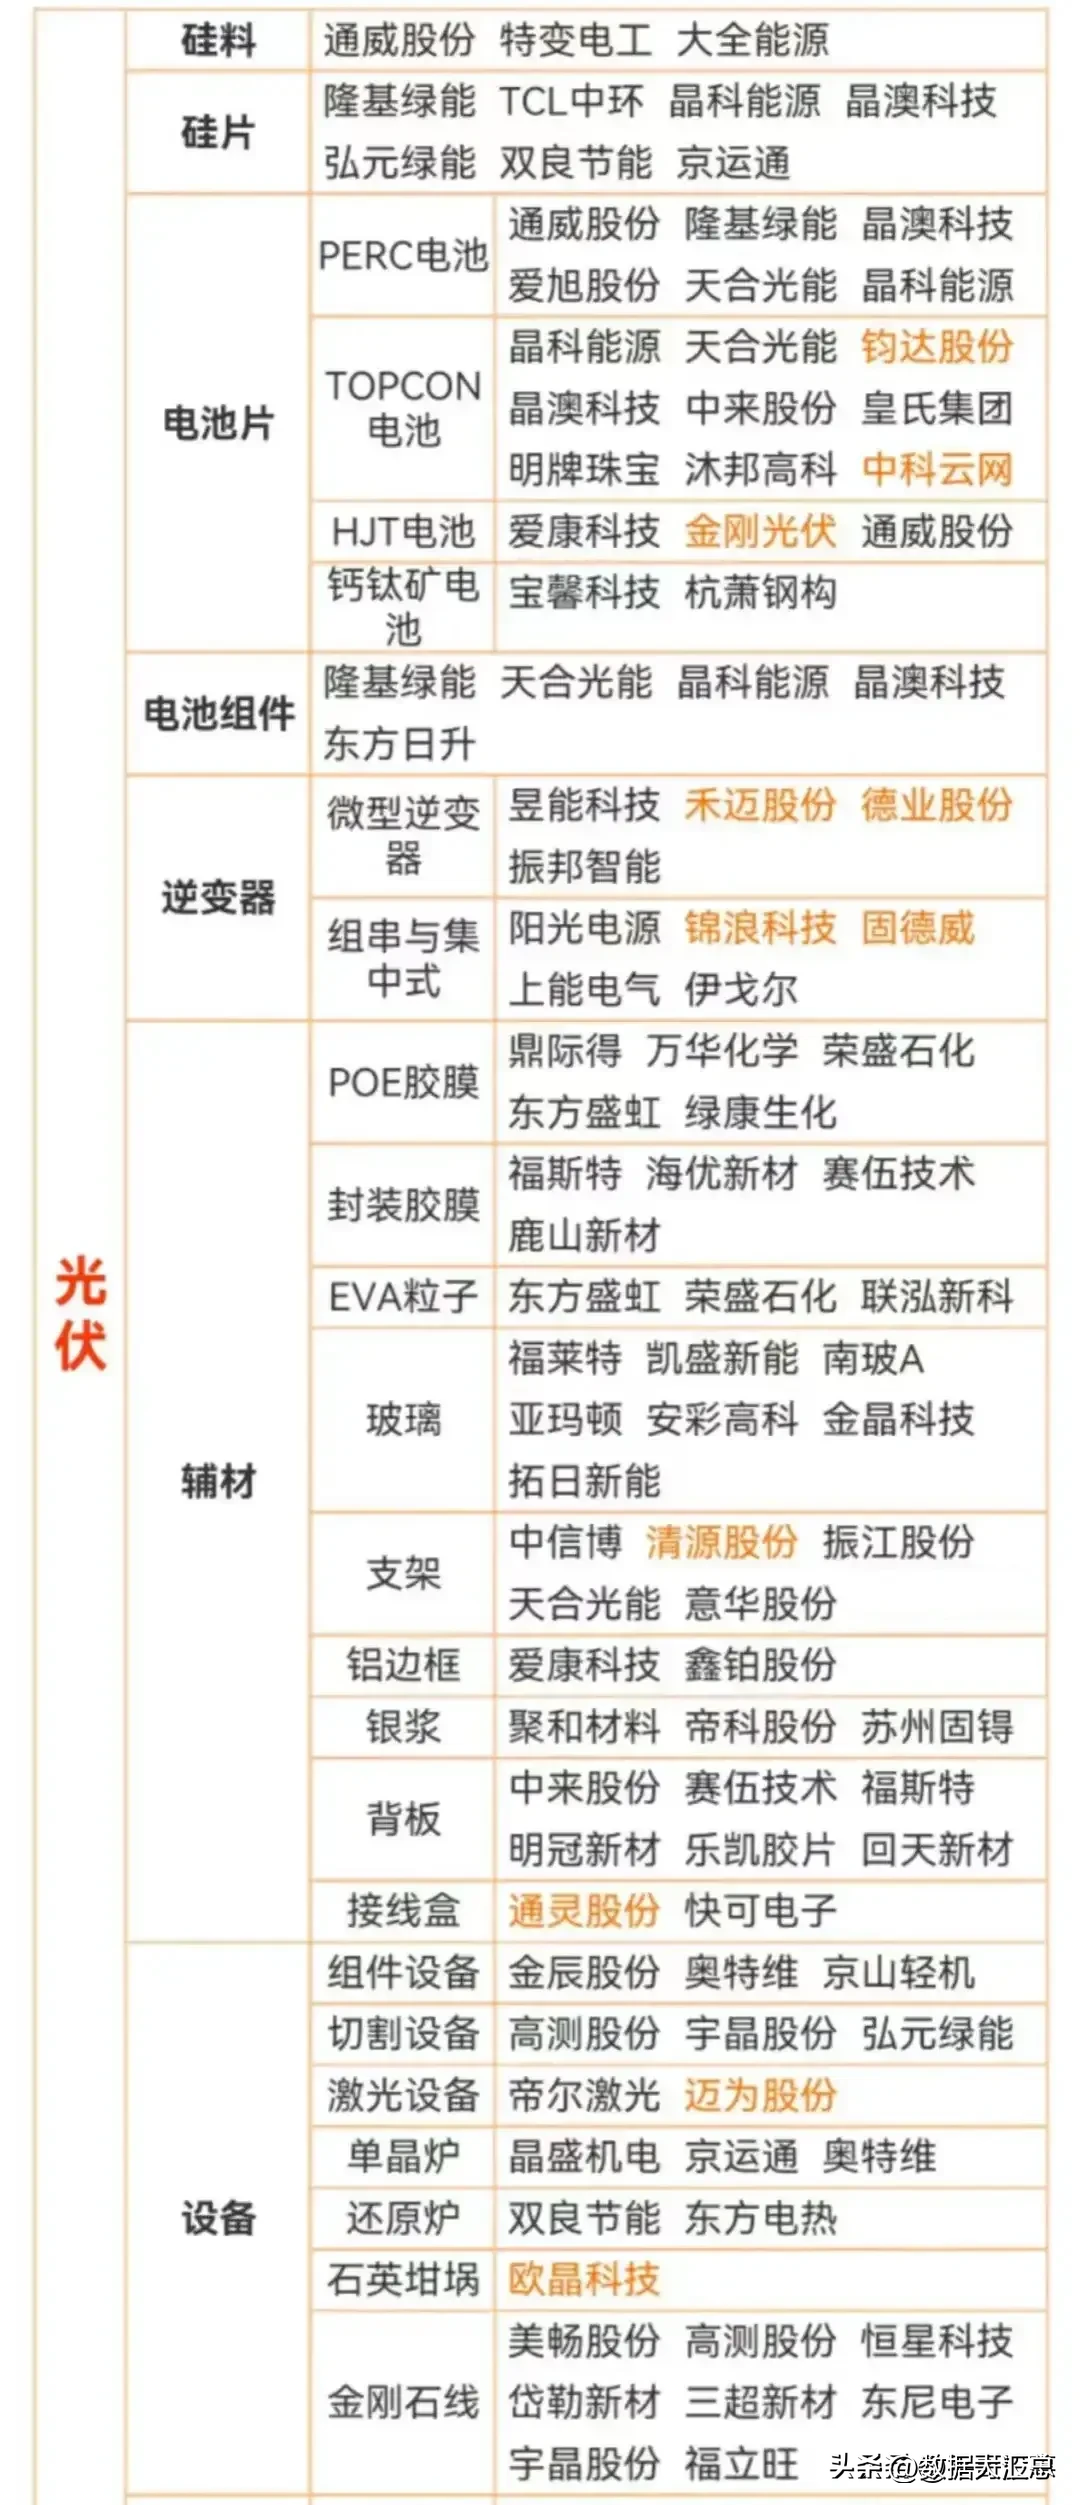 光
伏
硅料
通威股份 特变电工 大全能源
硅片
隆基绿能 TCL中环 晶科能源 晶澳科技
弘元绿能 双良节能 京运通
电池片
PERC电池
通威股份 隆基绿能 晶澳科技
爱旭股份 天合光能 晶科能源
TOPCON
电池
晶科能源 天合光能 钧达股份
晶澳科技 中来股份 皇氏集团
明牌珠宝 沐邦高科 中科云网
HJT电池
爱康科技 金刚光伏 通威股份
钙钛矿电
池
宝馨科技 杭萧钢构
电池组件
隆基绿能 天合光能 晶科能源 晶澳科技
东方日升
逆变器
微型逆变
器
昱能科技 禾迈股份 德业股份
振邦智能
组串与集
中式
阳光电源 锦浪科技 固德威
上能电气 伊戈尔
辅材
POE胶膜
鼎际得 万华化学 荣盛石化
东方盛虹 绿康生化
封装胶膜
福斯特 海优新材 赛伍技术
鹿山新材
EVA粒子
东方盛虹 荣盛石化 联泓新科
玻璃
福莱特 凯盛新能 南玻A
亚玛顿 安彩高科 金晶科技
拓日新能
支架
中信博 清源股份 振江股份
天合光能 意华股份
铝边框
爱康科技 鑫铂股份
银浆
聚和材料 帝科股份 苏州固锝
背板
中来股份 赛伍技术 福斯特
明冠新材 乐凯胶片 回天新材
接线盒
通灵股份 快可电子
设备
组件设备
金辰股份 奥特维 京山轻机
切割设备
高测股份 宇晶股份 弘元绿能
激光设备
帝尔激光 迈为股份
单晶炉
晶盛机电 京运通 奥特维
还原炉
双良节能 东方电热
石英坩埚
欧晶科技
金刚石线
美畅股份 高测股份 恒星科技
岱勒新材 三超新材 东尼电子
宇晶股份 福立旺
头条@数据表汇总